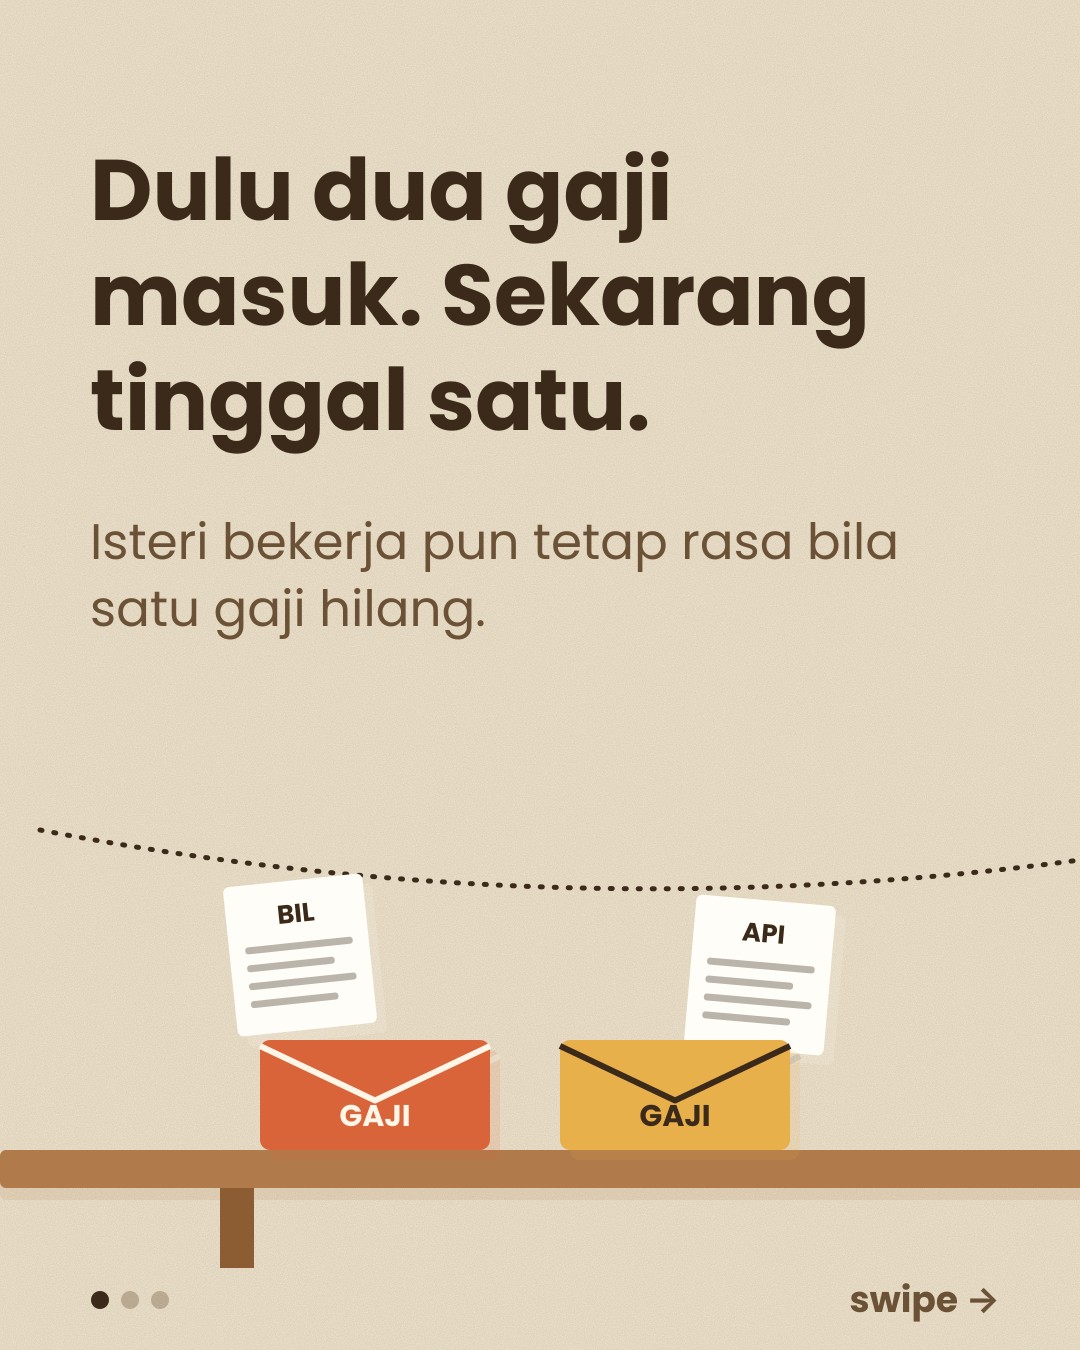 Dulu dua gaji
masuk. Sekarang
tinggal satu.
Isteri bekerja pun tetap rasa bila
satu gaji hilang.
BIL
API
GAJI
GAJI
swipe →